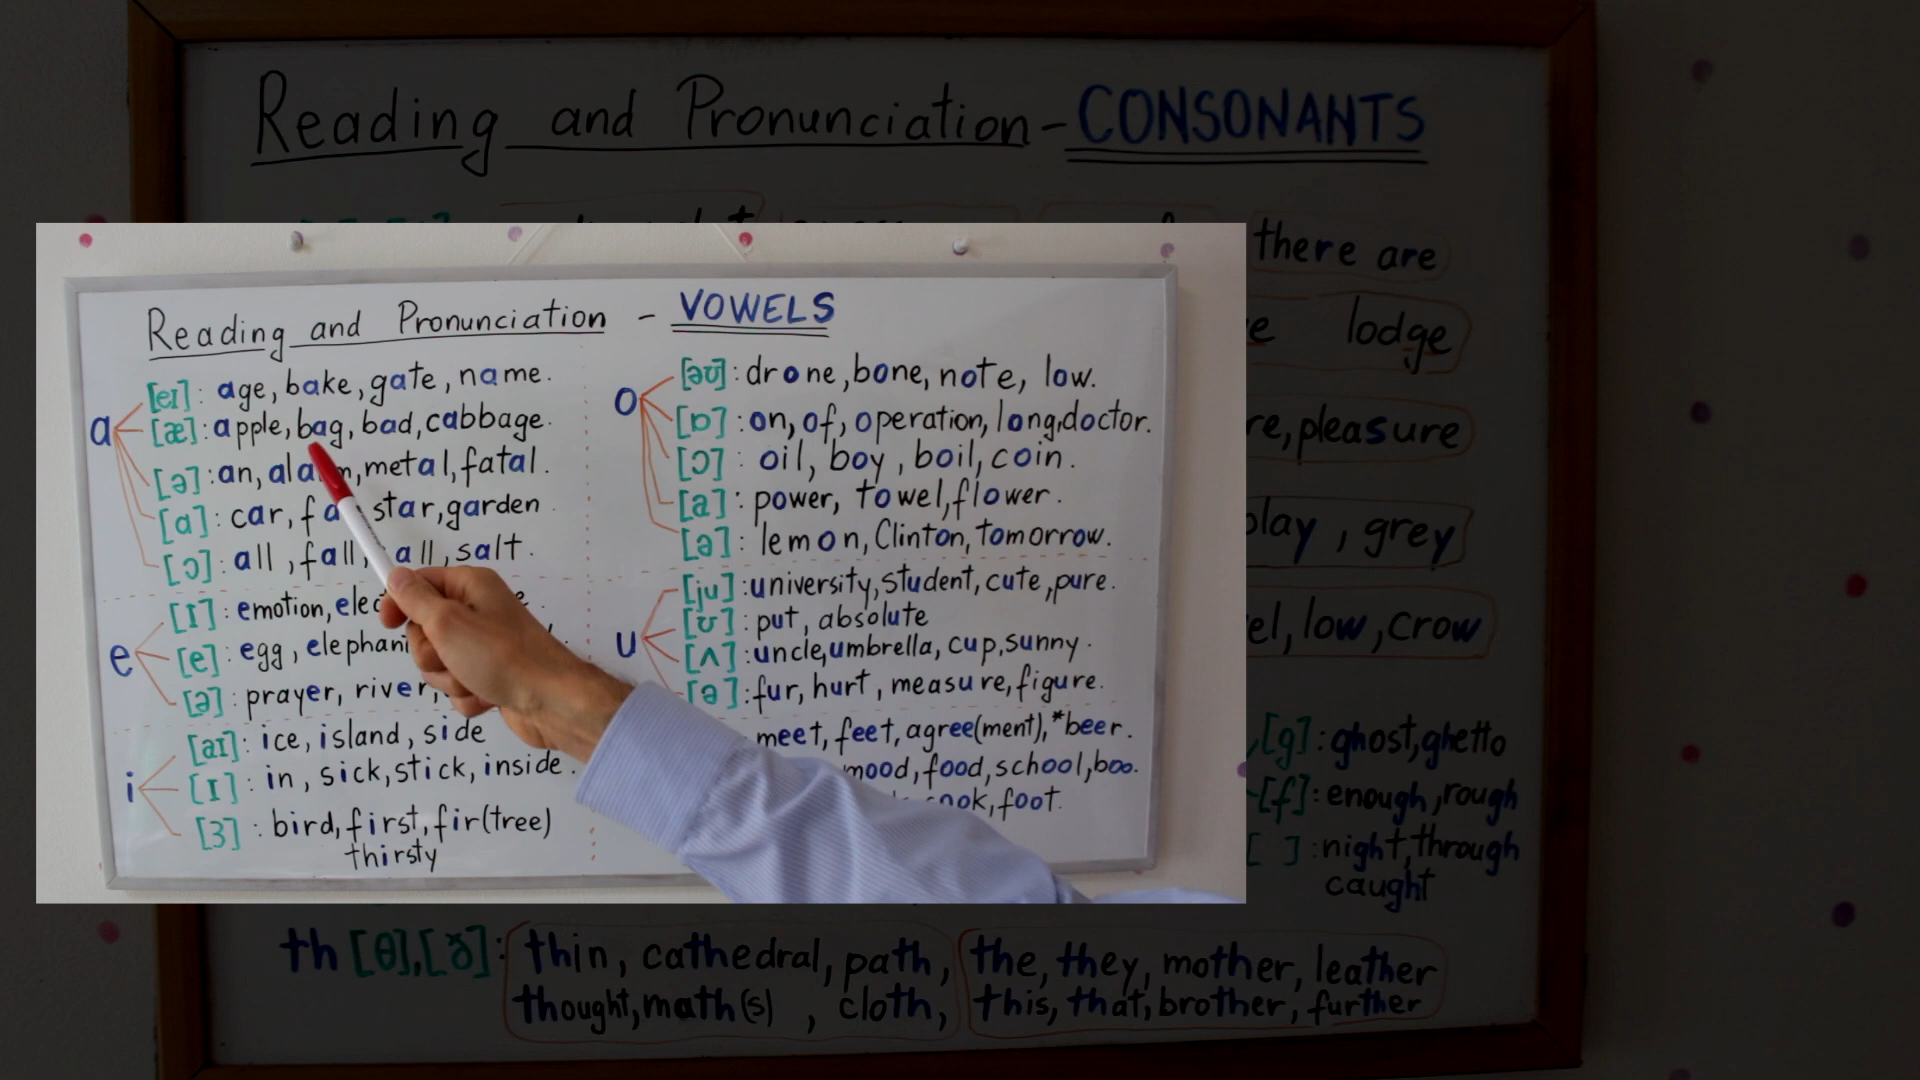 Reading and Pronunciation - CONSONANTS
there are
lodge
pleasure
play, grey
low, crow
[g]: ghost, ghetto
[f]: enough, rough
[ ]: night, through
caught
th [θ],[ð]: thin, cathedral, path, the, they, mother, leather
thought, math(s), cloth, this, that, brother, further
Reading and Pronunciation - VOWELS
a
[eɪ]: age, bake, gate, name.
[æ]: apple, bag, bad, cabbage.
[ə]: an, metal, fatal.
[ɑ]: car, star, garden
[ɔ]: all, fall, all, salt.
e
[ɪ]: emotion,
[e]: egg,
[ə]: prayer, river,
i
[aɪ]: ice, island, side
[ɪ]: in, sick, stick, inside.
[ɜ]: bird, first, fir(tree)
thirsty
o
[əʊ]: drone, bone, note, low.
[ɒ]: on, of, operation, long, doctor.
[ɔ]: oil, boy, boil, coin.
[a]: power, towel, flower.
[ə]: lemon, Clinton, tomorrow.
u
[ju]: university, student, cute, pure.
[ʊ]: put, absolute
[ʌ]: uncle, umbrella, cup, sunny.
[ə]: fur, hurt, measure, figure.
meet, feet, agree(ment), *beer.
mood, food, school, boo.
foot.